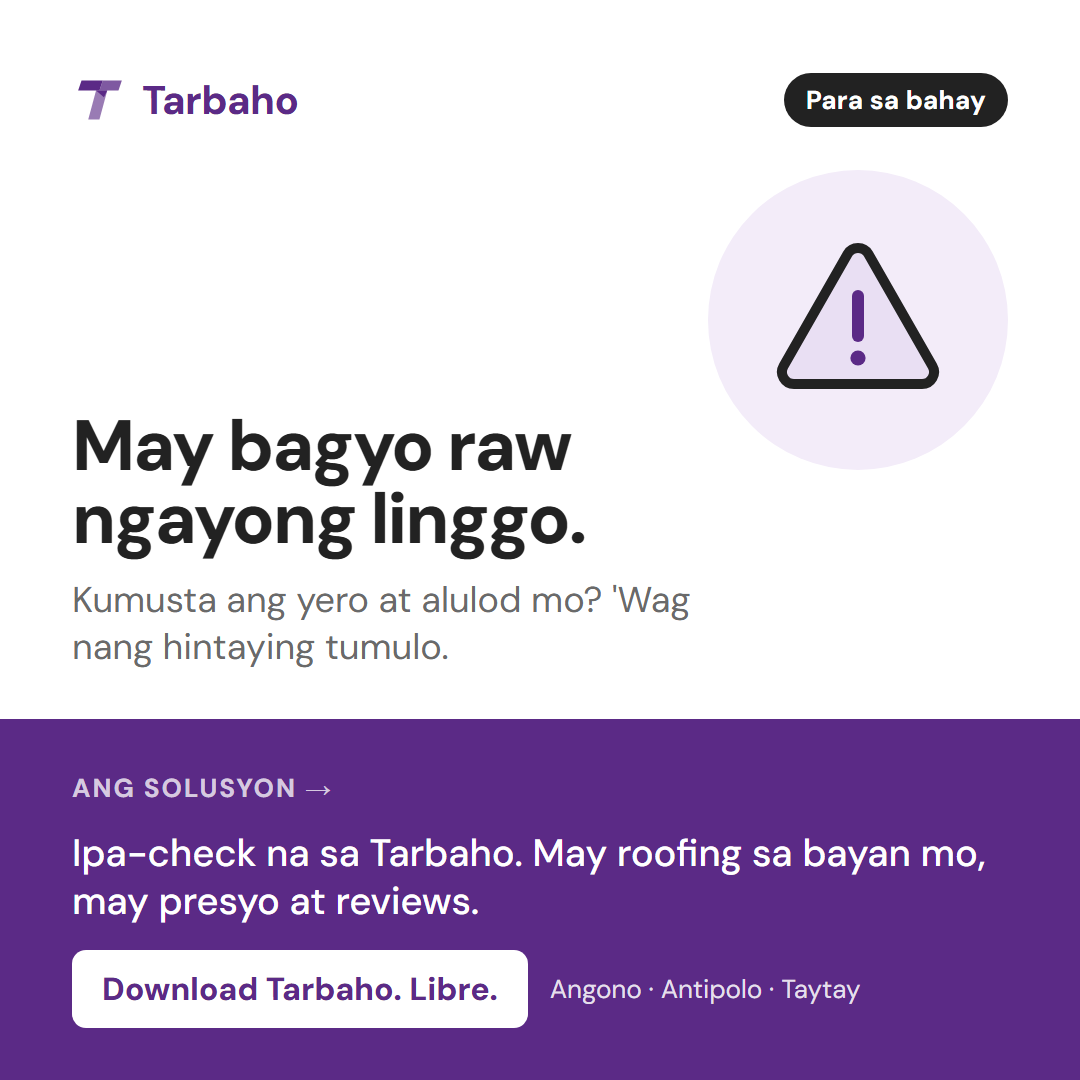 Tarbaho
Para sa bahay
May bagyo raw
ngayong linggo.
Kumusta ang yero at alulod mo? 'Wag
nang hintaying tumulo.
ANG SOLUSYON →
Ipa-check na sa Tarbaho. May roofing sa bayan mo,
may presyo at reviews.
Download Tarbaho. Libre.
Angono · Antipolo · Taytay